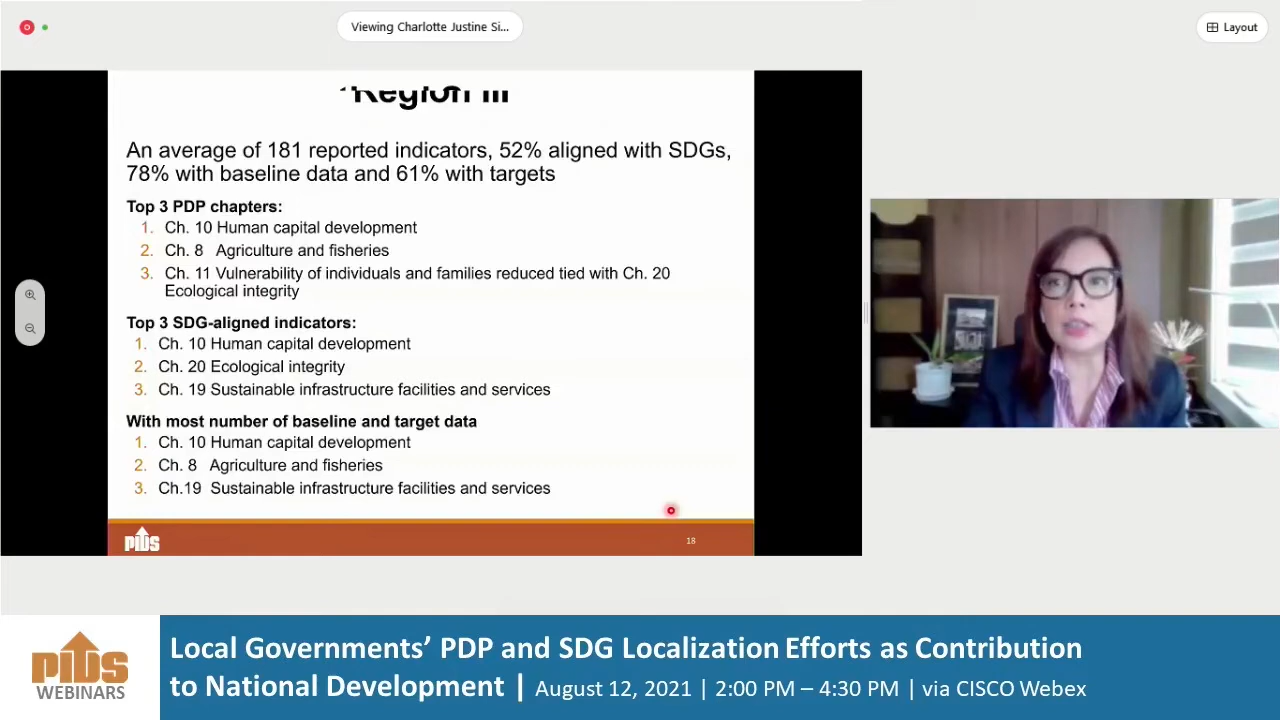 Viewing Charlotte Justine Si...
Layout
Region III
An average of 181 reported indicators, 52% aligned with SDGs,
78% with baseline data and 61% with targets
Top 3 PDP chapters:
1. Ch. 10 Human capital development
2. Ch. 8 Agriculture and fisheries
3. Ch. 11 Vulnerability of individuals and families reduced tied with Ch. 20
Ecological integrity
Top 3 SDG-aligned indicators:
1. Ch. 10 Human capital development
2. Ch. 20 Ecological integrity
3. Ch. 19 Sustainable infrastructure facilities and services
With most number of baseline and target data
1. Ch. 10 Human capital development
2. Ch. 8 Agriculture and fisheries
3. Ch.19 Sustainable infrastructure facilities and services
PIDS
18
PIDS
WEBINARS
Local Governments' PDP and SDG Localization Efforts as Contribution
to National Development | August 12, 2021 | 2:00 PM – 4:30 PM | via CISCO Webex